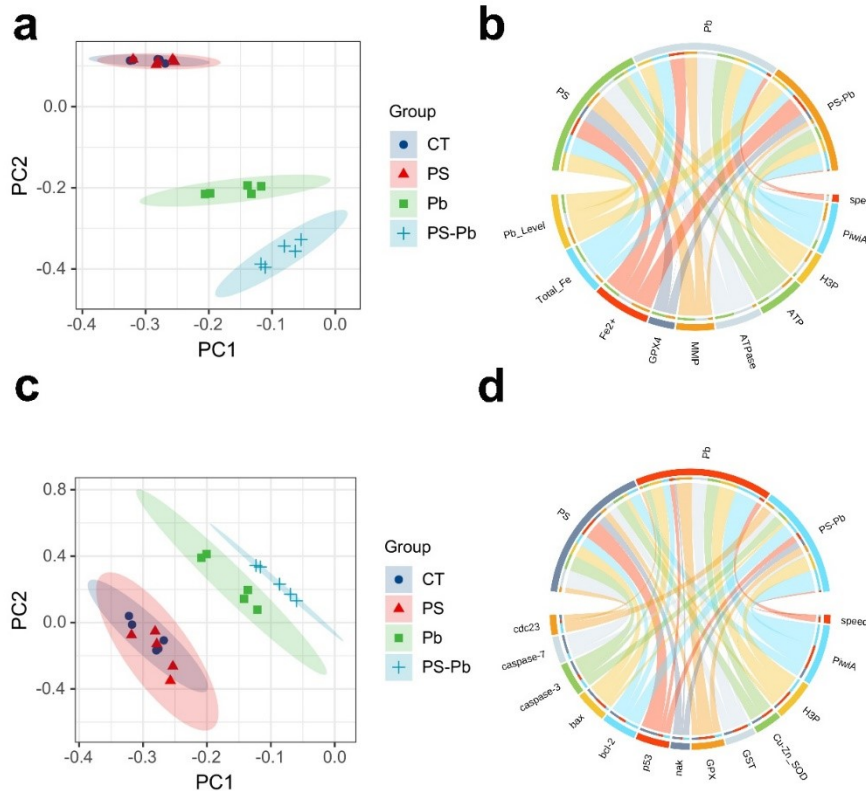 a
0.0
-0.2
-0.4
PC2
-0.4
-0.3
-0.2
-0.1
0.0
PC1
Group
CT
PS
Pb
PS-Pb
b
Pb
PS
PS-Pb
Pb_Level
Total_Fe
Fe2+
GPX4
MMP
ATPase
ATP
H3P
PiwiA
c
0.8
0.4
0.0
-0.4
PC2
-0.4
-0.3
-0.2
-0.1
0.0
PC1
Group
CT
PS
Pb
PS-Pb
d
Pb
PS
PS-Pb
cdc23
caspase-7
caspase-3
bax
bcl-2
p53
nak
GPX
GST
Cu-Zn_SOD
H3P
PiwiA
speed